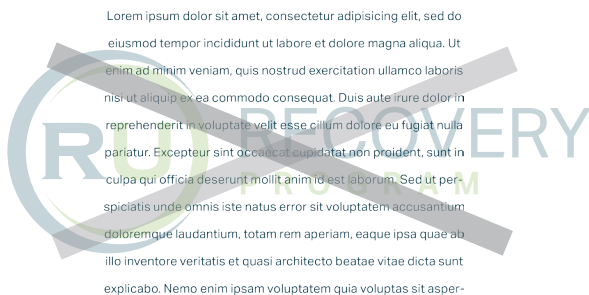 Lorem ipsum dolor sit amet, consectetur adipisicing elit, sed do
eiusmod tempor incididunt ut labore et dolore magna aliqua. Ut
enim ad minim veniam, quis nostrud exercitation ullamco laboris
nisi ut aliquip ex ea commodo consequat. Duis aute irure dolor in
reprehenderit in voluptate velit esse cillum dolore eu fugiat nulla
pariatur. Excepteur sint occaecat cupidatat non proident, sunt in
culpa qui officia deserunt mollit anim id est laborum. Sed ut per-
spiciatis unde omnis iste natus error sit voluptatem accusantium
doloremque laudantium, totam rem aperiam, eaque ipsa quae ab
illo inventore veritatis et quasi architecto beatae vitae dicta sunt
explicabo. Nemo enim ipsam voluptatem quia voluptas sit asper-
RU
RECOVERY
PROGRAM